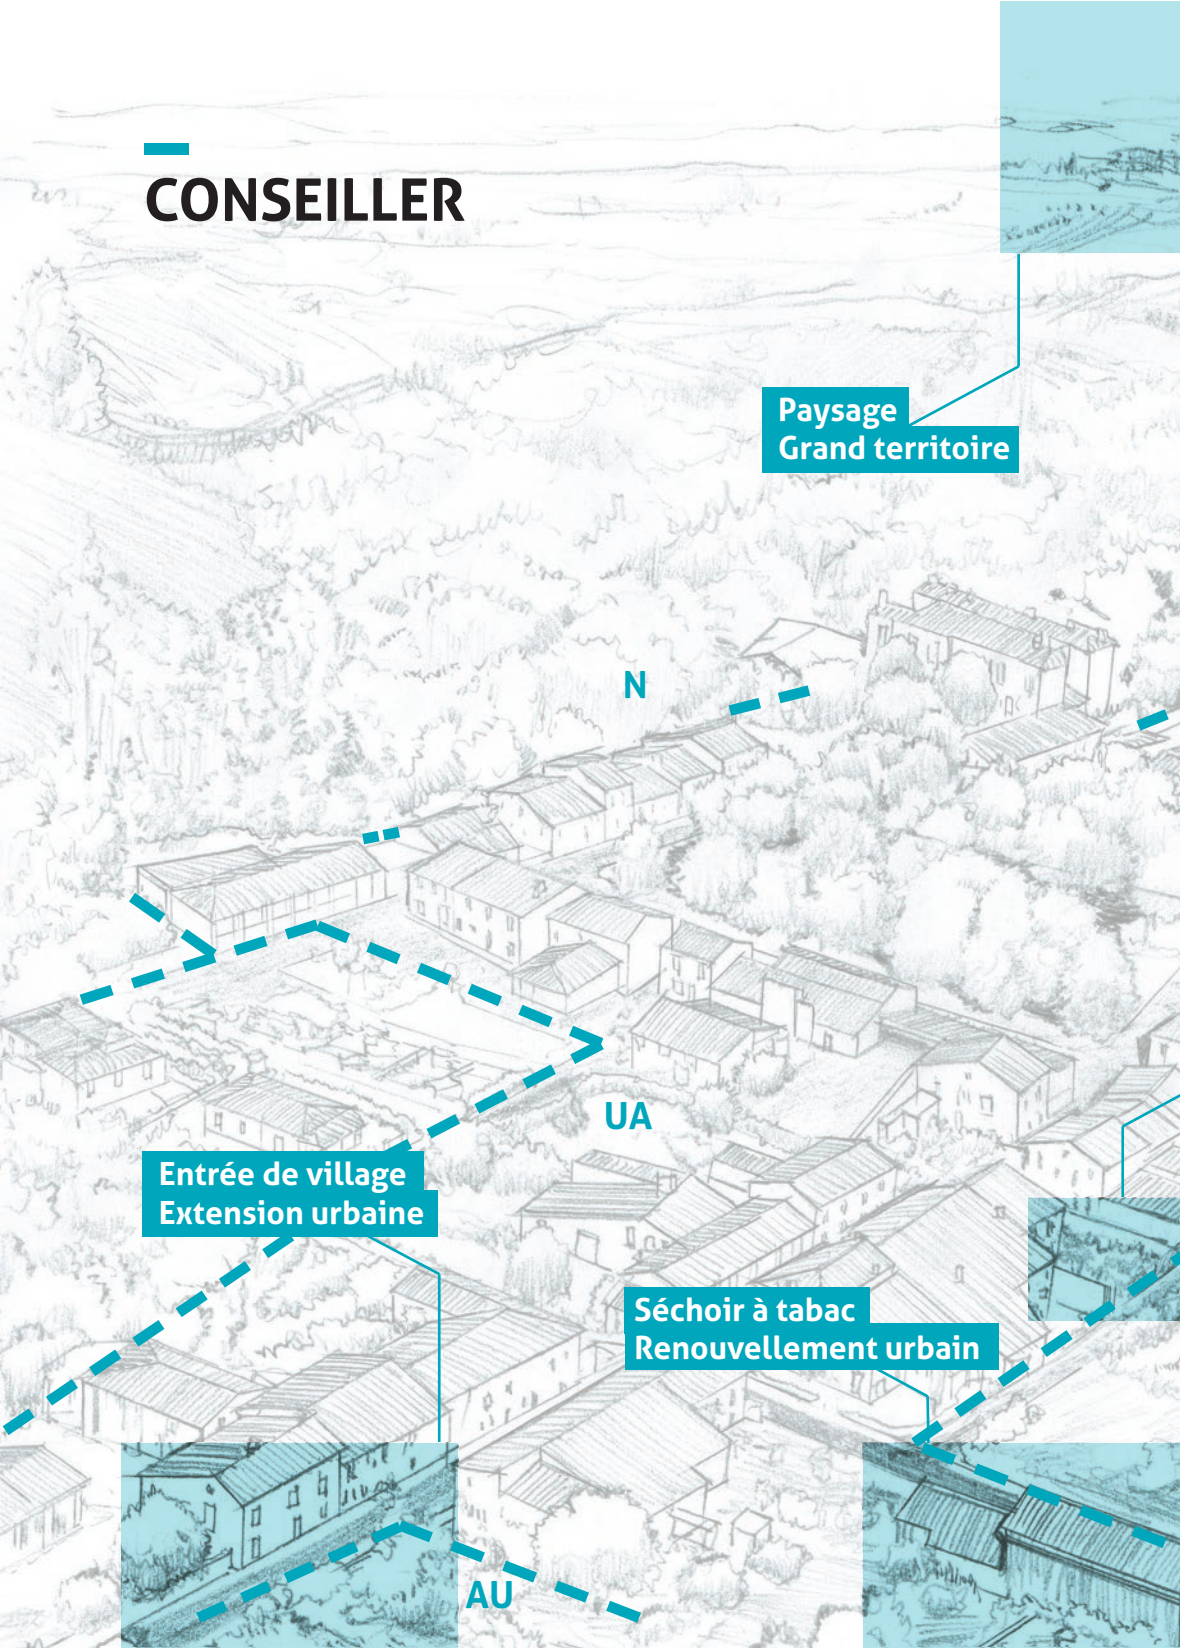 CONSEILLER
Paysage
Grand territoire
N
UA
Entrée de village
Extension urbaine
Séchoir à tabac
Renouvellement urbain
AU